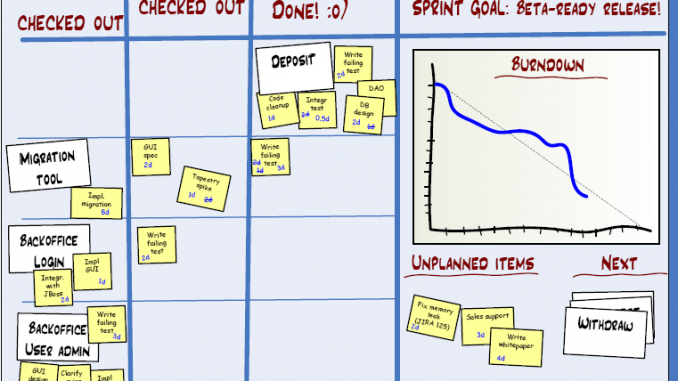 CHECKED OUT
CHECKED OUT
DONE! :o)
SPRINT GOAL: BETA-READY RELEASE!
DEPOSIT
Write
failing
test
2d
DAO
Code
cleanup
1d
Integr
test
2d 0,5d
DB
design
2d
MIGRATION
TOOL
Impl.
migration
8d
GUI
spec
2d
Tapestry
spike
1d 2d
Write
failing
test
2d
1d 3d
BACKOFFICE
LOGIN
Integr.
with
JBoss
2d
Impl
GUI
1d
Write
failing
test
2d
BACKOFFICE
USER ADMIN
Write
failing
test
3d
GUI
design
Clarify
Impl
BURNDOWN
UNPLANNED ITEMS
Fix memory
leak
(JIRA 125)
2d
Sales support
3d
Write
whitepaper
4d
NEXT
WITHDRAW